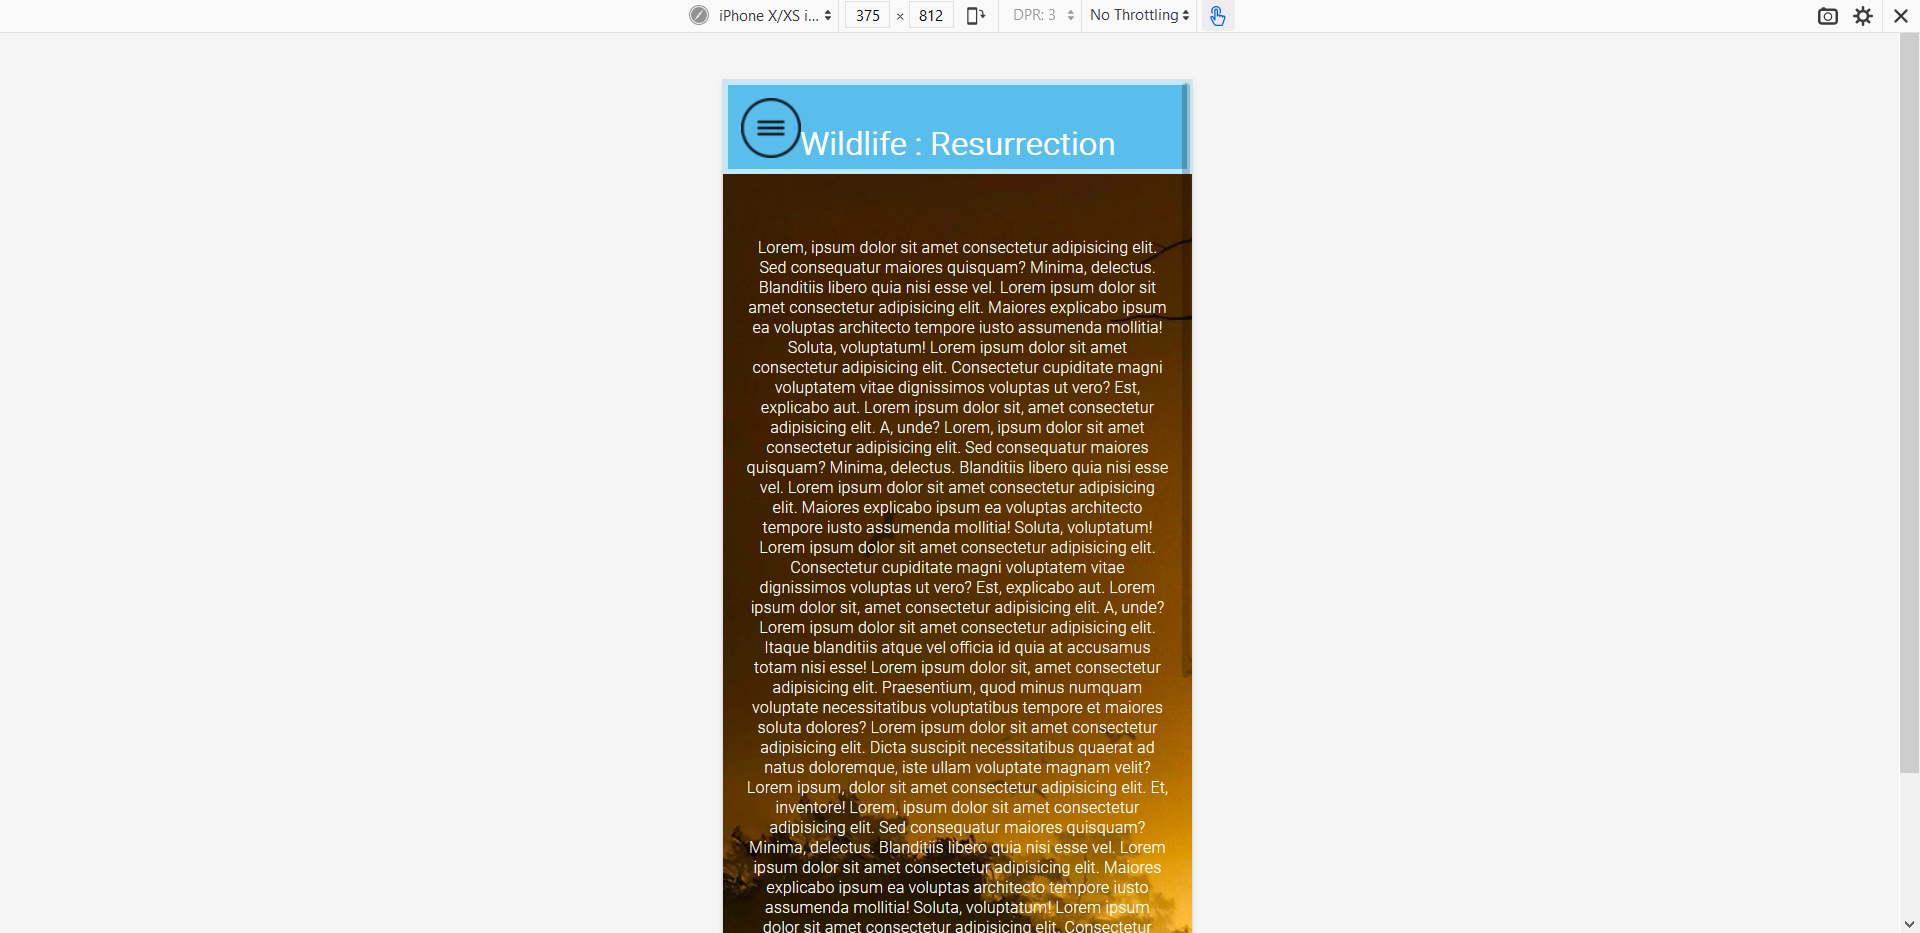 iPhone X/XS i... 375 × 812 DPR: 3 No Throttling
Wildlife : Resurrection
Lorem, ipsum dolor sit amet consectetur adipisicing elit.
Sed consequatur maiores quisquam? Minima, delectus.
Blanditiis libero quia nisi esse vel. Lorem ipsum dolor sit
amet consectetur adipisicing elit. Maiores explicabo ipsum
ea voluptas architecto tempore iusto assumenda mollitia!
Soluta, voluptatum! Lorem ipsum dolor sit amet
consectetur adipisicing elit. Consectetur cupiditate magni
voluptatem vitae dignissimos voluptas ut vero? Est,
explicabo aut. Lorem ipsum dolor sit, amet consectetur
adipisicing elit. A, unde? Lorem, ipsum dolor sit amet
consectetur adipisicing elit. Sed consequatur maiores
quisquam? Minima, delectus. Blanditiis libero quia nisi esse
vel. Lorem ipsum dolor sit amet consectetur adipisicing
elit. Maiores explicabo ipsum ea voluptas architecto
tempore iusto assumenda mollitia! Soluta, voluptatum!
Lorem ipsum dolor sit amet consectetur adipisicing elit.
Consectetur cupiditate magni voluptatem vitae
dignissimos voluptas ut vero? Est, explicabo aut. Lorem
ipsum dolor sit, amet consectetur adipisicing elit. A, unde?
Lorem ipsum dolor sit amet consectetur adipisicing elit.
Itaque blanditiis atque vel officia id quia at accusamus
totam nisi esse! Lorem ipsum dolor sit, amet consectetur
adipisicing elit. Praesentium, quod minus numquam
voluptate necessitatibus voluptatibus tempore et maiores
soluta dolores? Lorem ipsum dolor sit amet consectetur
adipisicing elit. Dicta suscipit necessitatibus quaerat ad
natus doloremque, iste ullam voluptate magnam velit?
Lorem ipsum, dolor sit amet consectetur adipisicing elit. Et,
inventore! Lorem, ipsum dolor sit amet consectetur
adipisicing elit. Sed consequatur maiores quisquam?
Minima, delectus. Blanditiis libero quia nisi esse vel. Lorem
ipsum dolor sit amet consectetur adipisicing elit. Maiores
explicabo ipsum ea voluptas architecto tempore iusto
assumenda mollitia! Soluta, voluptatum! Lorem ipsum
dolor sit amet consectetur adipisicing elit. Consectetur